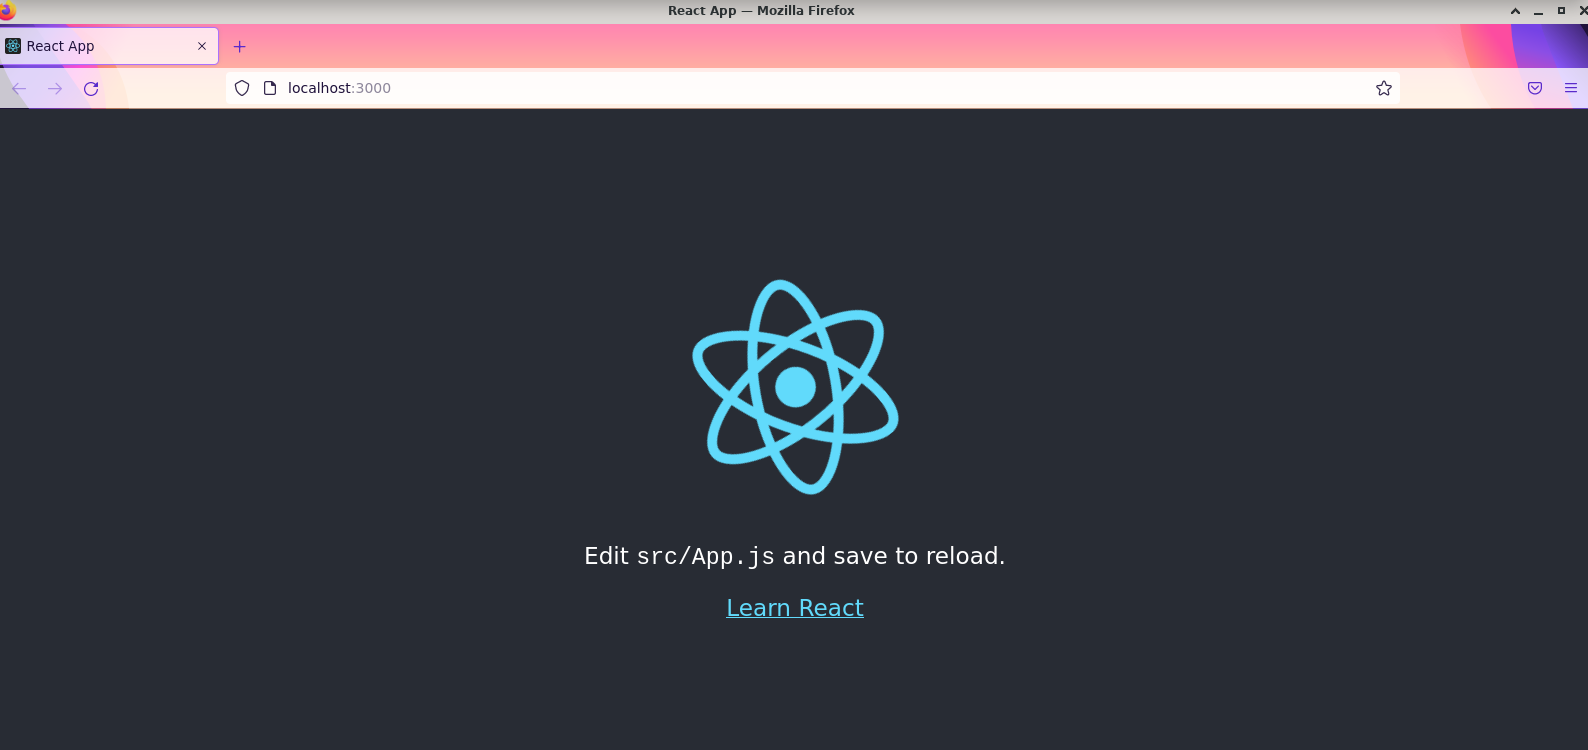 React App — Mozilla Firefox
React App
localhost:3000
Edit src/App.js and save to reload.
Learn React